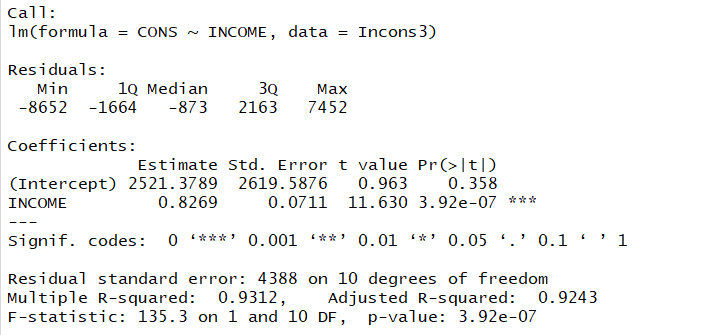 Call:
lm(formula = CONS ~ INCOME, data = Incons3)
Residuals:
Min 1Q Median 3Q Max
-8652 -1664 -873 2163 7452
Coefficients:
Estimate Std. Error t value Pr(>|t|)
(Intercept) 2521.3789 2619.5876 0.963 0.358
INCOME 0.8269 0.0711 11.630 3.92e-07 ***
---
Signif. codes: 0 ‘***’ 0.001 ‘**’ 0.01 ‘*’ 0.05 ‘.’ 0.1 ‘ ’ 1
Residual standard error: 4388 on 10 degrees of freedom
Multiple R-squared: 0.9312, Adjusted R-squared: 0.9243
F-statistic: 135.3 on 1 and 10 DF, p-value: 3.92e-07